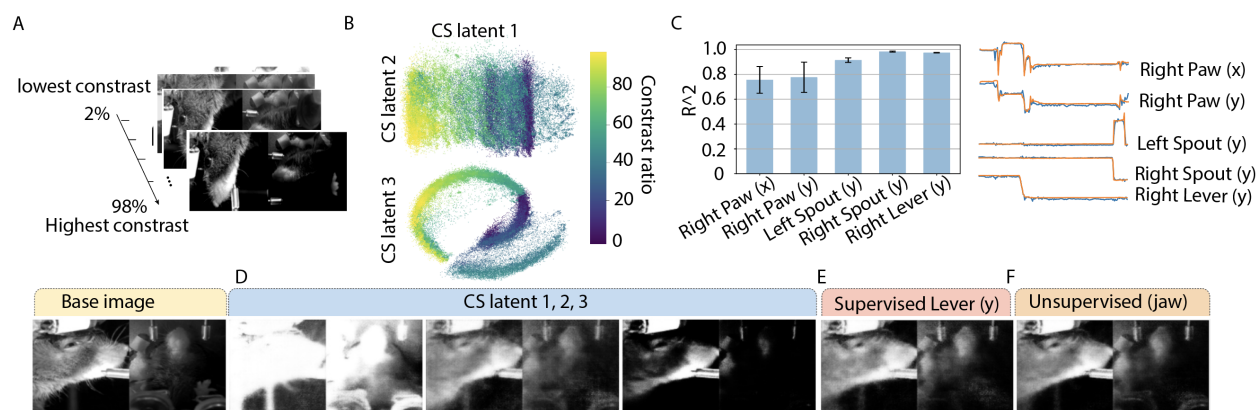 A
lowest constrast
2%
98%
Highest constrast
B
CS latent 1
CS latent 2
CS latent 3
80
60
40
20
0
Constrast ratio
C
R^2
1.0
0.8
0.6
0.4
0.2
0
Right Paw (x)
Right Paw (y)
Left Spout (y)
Right Spout (y)
Right Lever (y)
Right Paw (x)
Right Paw (y)
Left Spout (y)
Right Spout (y)
Right Lever (y)
Base image
D
CS latent 1, 2, 3
E
Supervised Lever (y)
F
Unsupervised (jaw)